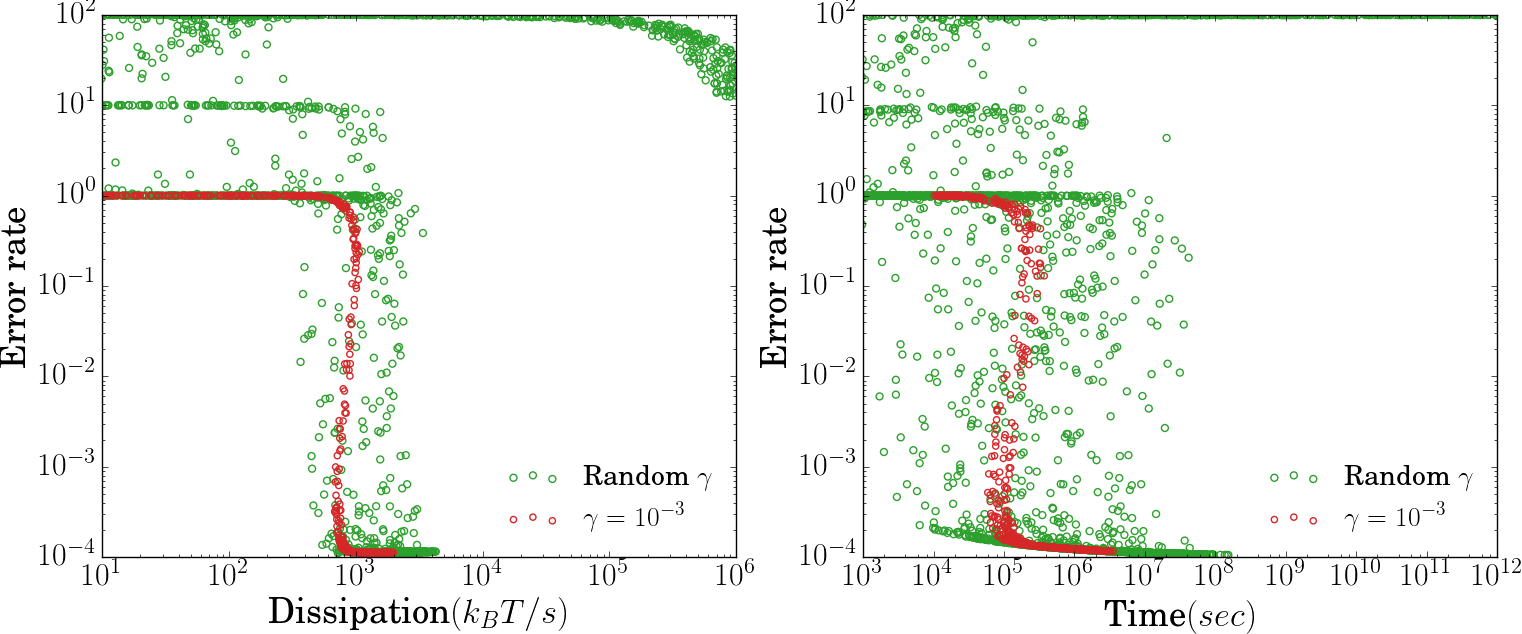 Error rate
10^2
10^1
10^0
10^−1
10^−2
10^−3
10^−4
10^1 10^2 10^3 10^4 10^5 10^6
Dissipation(k_BT/s)
Random γ
γ = 10^−3
Error rate
10^2
10^1
10^0
10^−1
10^−2
10^−3
10^−4
10^3 10^4 10^5 10^6 10^7 10^8 10^9 10^10 10^11 10^12
Time(sec)
Random γ
γ = 10^−3